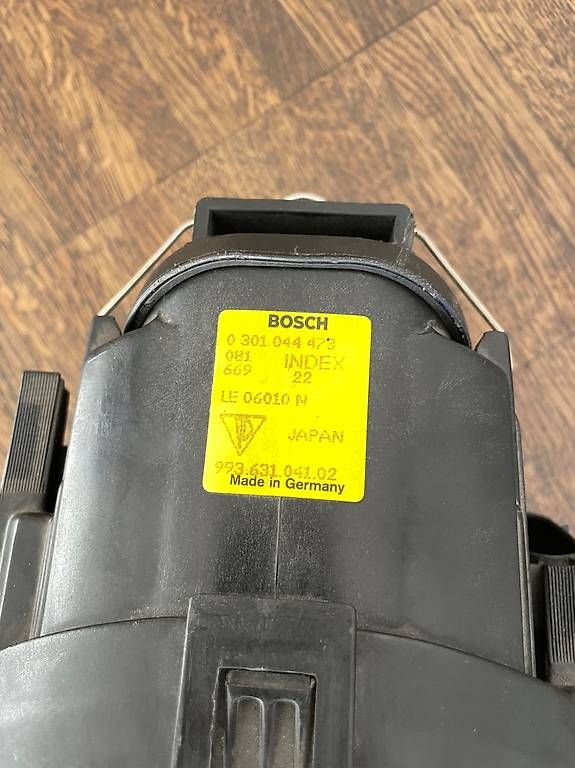 BOSCH
0 301 044 473
081 INDEX
669 22
LE 06010 N
JAPAN
993.631.041.02
Made in Germany